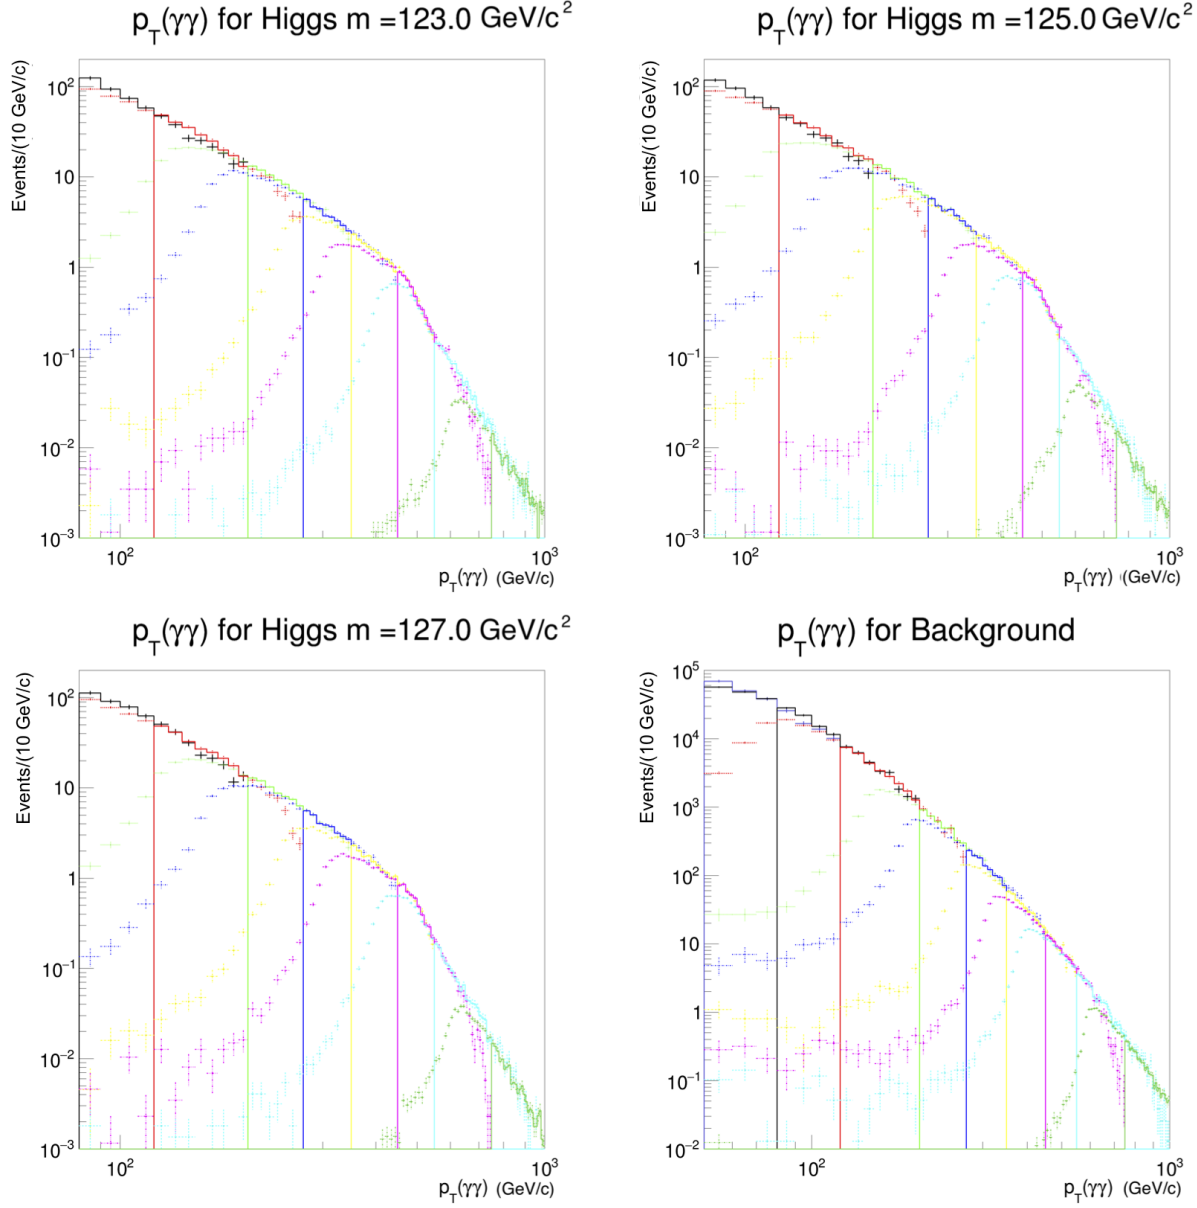 p_T(γγ) for Higgs m =123.0 GeV/c²
Events/(10 GeV/c)
10²
10
1
10⁻¹
10⁻²
10⁻³
10²
10³
p_T(γγ) (GeV/c)
p_T(γγ) for Higgs m =125.0 GeV/c²
Events/(10 GeV/c)
10²
10
1
10⁻¹
10⁻²
10⁻³
10²
10³
p_T(γγ) (GeV/c)
p_T(γγ) for Higgs m =127.0 GeV/c²
Events/(10 GeV/c)
10²
10
1
10⁻¹
10⁻²
10⁻³
10²
10³
p_T(γγ) (GeV/c)
p_T(γγ) for Background
Events/(10 GeV/c)
10⁵
10⁴
10³
10²
10
1
10⁻¹
10⁻²
10²
10³
p_T(γγ) (GeV/c)